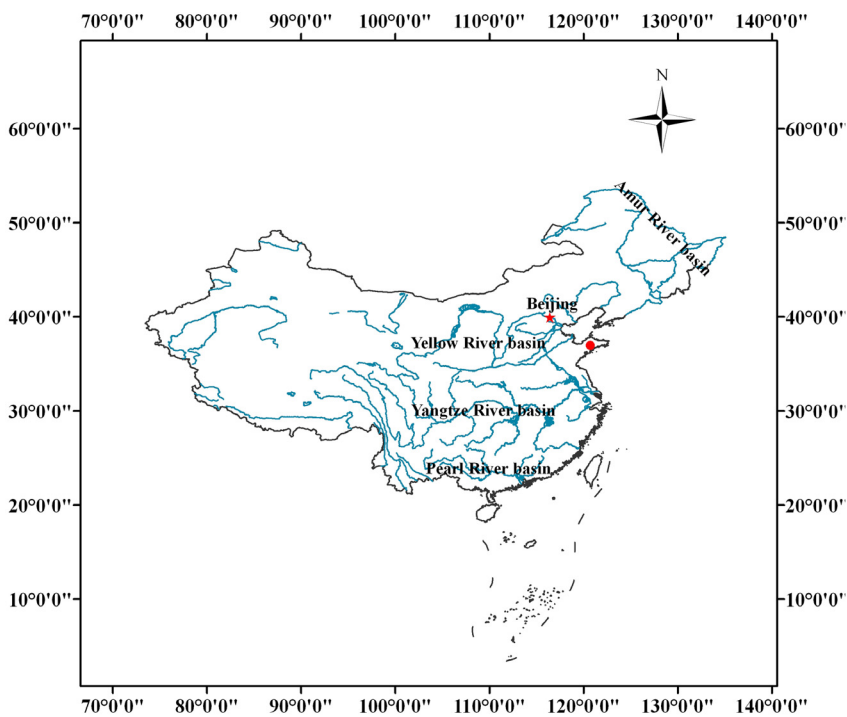 70°0'0" 80°0'0" 90°0'0" 100°0'0" 110°0'0" 120°0'0" 130°0'0" 140°0'0"
N
60°0'0" 60°0'0"
Amur River basin
50°0'0" 50°0'0"
Beijing
40°0'0" 40°0'0"
Yellow River basin
30°0'0" 30°0'0"
Yangtze River basin
Pearl River basin
20°0'0" 20°0'0"
10°0'0" 10°0'0"
70°0'0" 80°0'0" 90°0'0" 100°0'0" 110°0'0" 120°0'0" 130°0'0" 140°0'0"